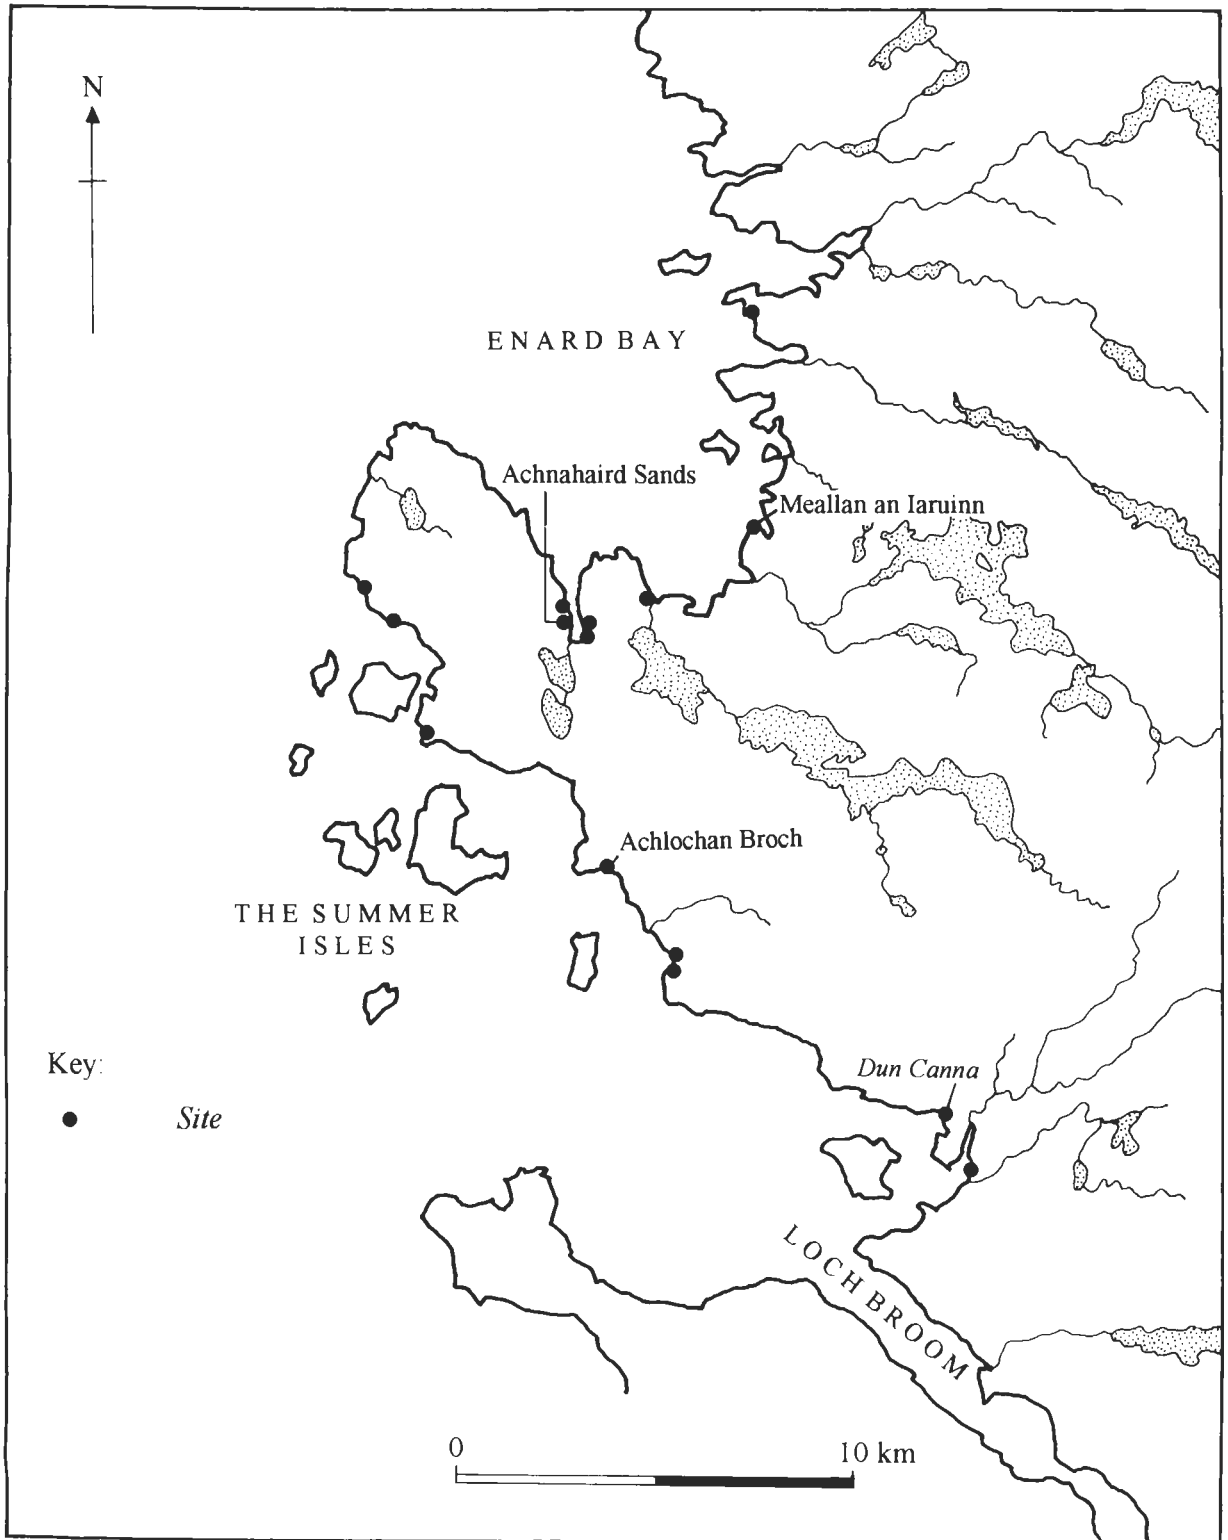 N
ENARD BAY
Achnahaird Sands
Meallan an Iaruinn
Achlochan Broch
THE SUMMER
ISLES
Key:
Dun Canna
Site
LOCH BROOM
0
10 km